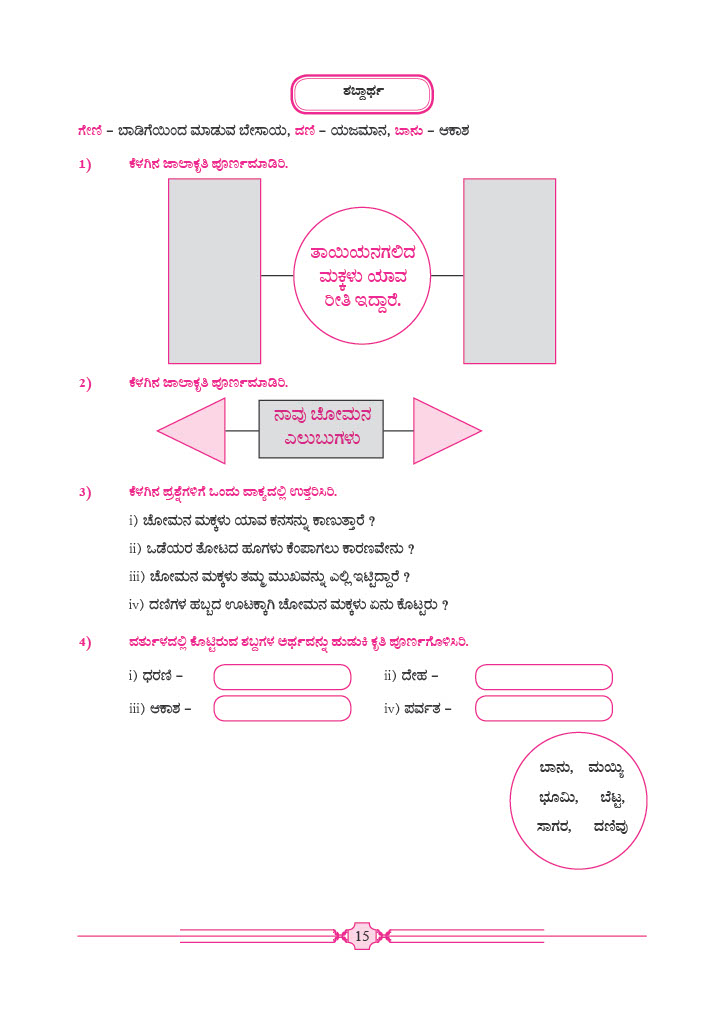 ಶಬ್ದಾರ್ಥ
ಗೇಣಿ – ಬಾಡಿಗೆಯಿಂದ ಮಾಡುವ ಬೇಸಾಯ, ದಣಿ – ಯಜಮಾನ, ಬಾನು – ಆಕಾಶ
1) ಕೆಳಗಿನ ಜಾಲಾಕೃತಿ ಪೂರ್ಣಮಾಡಿರಿ.
ತಾಯಿಯನಗಲಿದ
ಮಕ್ಕಳು ಯಾವ
ರೀತಿ ಇದ್ದಾರೆ.
2) ಕೆಳಗಿನ ಜಾಲಾಕೃತಿ ಪೂರ್ಣಮಾಡಿರಿ.
ನಾವು ಚೋಮನ
ಎಲುಬುಗಳು
3) ಕೆಳಗಿನ ಪ್ರಶ್ನೆಗಳಿಗೆ ಒಂದು ವಾಕ್ಯದಲ್ಲಿ ಉತ್ತರಿಸಿರಿ.
i) ಚೋಮನ ಮಕ್ಕಳು ಯಾವ ಕನಸನ್ನು ಕಾಣುತ್ತಾರೆ ?
ii) ಒಡೆಯರ ತೋಟದ ಹೂಗಳು ಕೆಂಪಾಗಲು ಕಾರಣವೇನು ?
iii) ಚೋಮನ ಮಕ್ಕಳು ತಮ್ಮ ಮುಖವನ್ನು ಎಲ್ಲಿ ಇಟ್ಟಿದ್ದಾರೆ ?
iv) ದಣಿಗಳ ಹಬ್ಬದ ಊಟಕ್ಕಾಗಿ ಚೋಮನ ಮಕ್ಕಳು ಏನು ಕೊಟ್ಟರು ?
4) ವರ್ತುಳದಲ್ಲಿ ಕೊಟ್ಟಿರುವ ಶಬ್ದಗಳ ಅರ್ಥವನ್ನು ಹುಡುಕಿ ಕೃತಿ ಪೂರ್ಣಗೊಳಿಸಿರಿ.
i) ಧರಣಿ – ii) ದೇಹ –
iii) ಆಕಾಶ – iv) ಪರ್ವತ –
ಬಾನು, ಮಯ್ಯಿ
ಭೂಮಿ, ಬೆಟ್ಟ,
ಸಾಗರ, ದಣಿವು
15